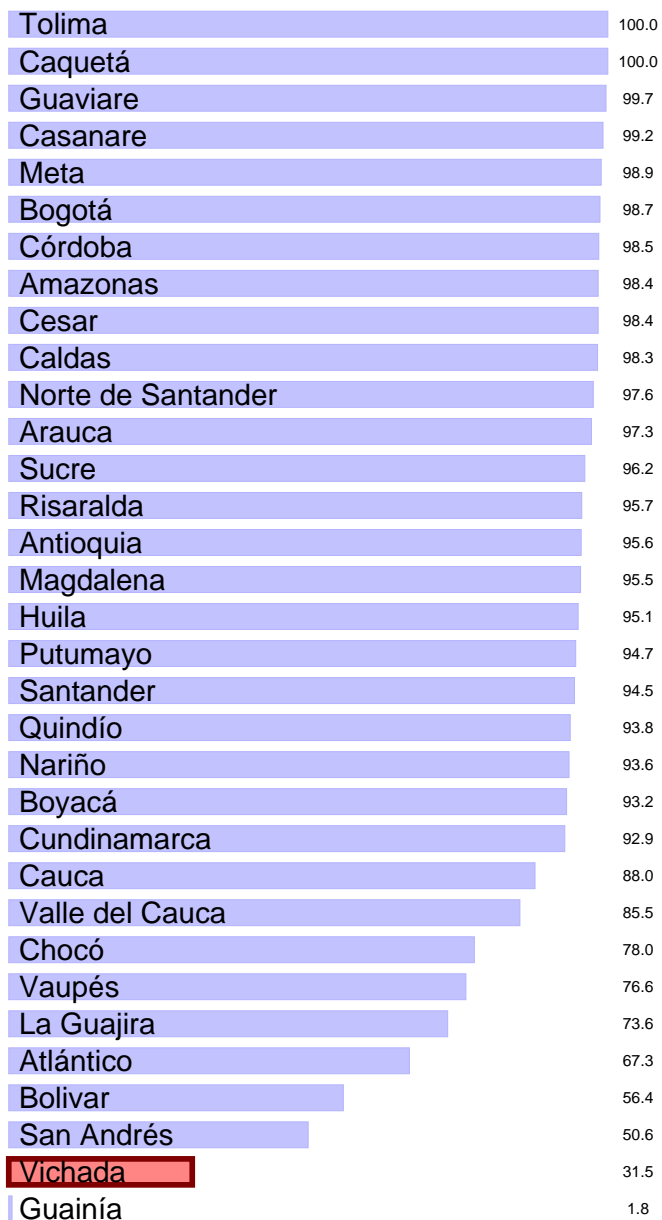 Tolima 100.0
Caquetá 100.0
Guaviare 99.7
Casanare 99.2
Meta 98.9
Bogotá 98.7
Córdoba 98.5
Amazonas 98.4
Cesar 98.4
Caldas 98.3
Norte de Santander 97.6
Arauca 97.3
Sucre 96.2
Risaralda 95.7
Antioquia 95.6
Magdalena 95.5
Huila 95.1
Putumayo 94.7
Santander 94.5
Quindío 93.8
Nariño 93.6
Boyacá 93.2
Cundinamarca 92.9
Cauca 88.0
Valle del Cauca 85.5
Chocó 78.0
Vaupés 76.6
La Guajira 73.6
Atlántico 67.3
Bolivar 56.4
San Andrés 50.6
Vichada 31.5
Guainía 1.8